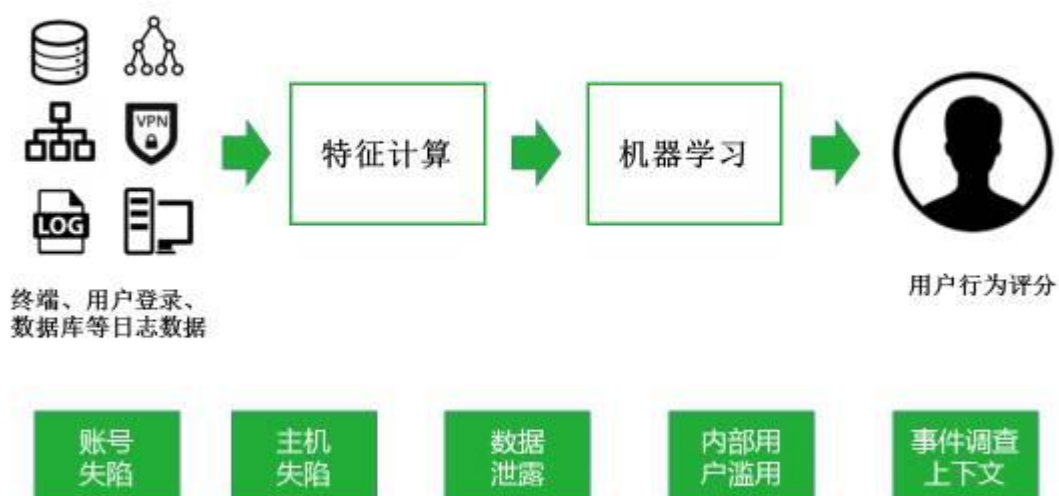 VPN
LOG
终端、用户登录、
数据库等日志数据
特征计算
机器学习
用户行为评分
账号
失陷
主机
失陷
数据
泄露
内部用
户滥用
事件调查
上下文